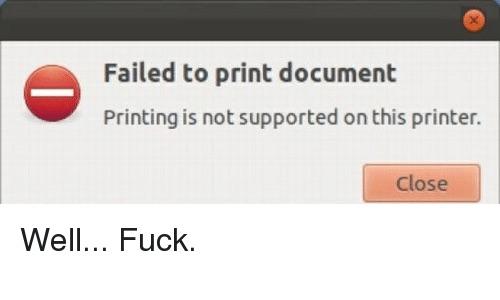 Failed to print document
Printing is not supported on this printer.
Close
Well... Fuck.